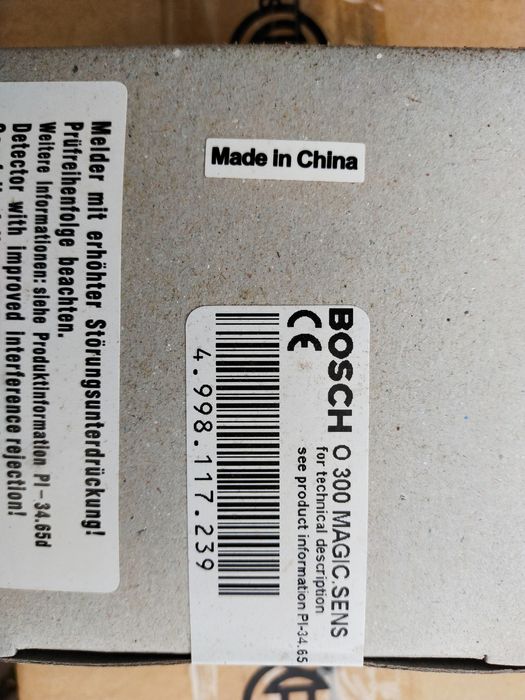 Made in China
BOSCH O 300 MAGIC.SENS
for technical description
see product information PI-34.65
CE
4.998.117.239
Melder mit erhöhter Störungsunterdrückung!
Prüfreihenfolge beachten.
Weitere Informationen: siehe Produktinformation PI-34.65d
Detector with improved interference rejection!